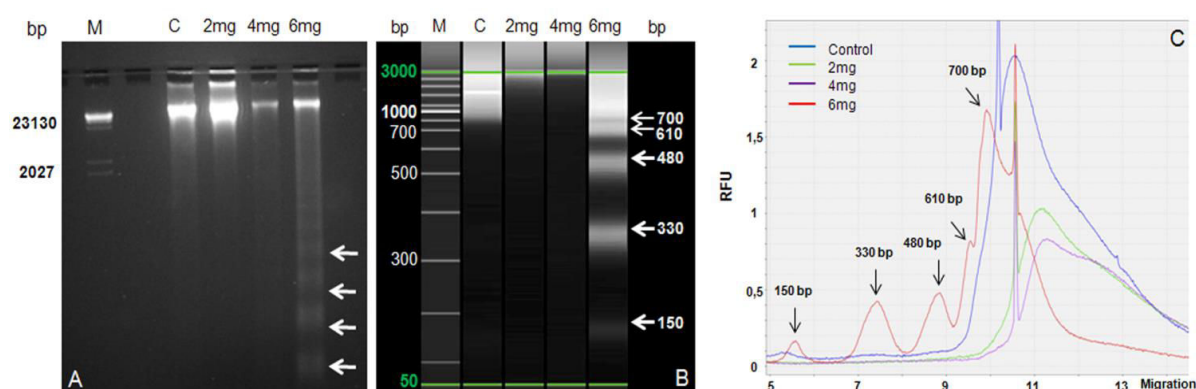 bp M C 2mg 4mg 6mg
23130
2027
A
bp M C 2mg 4mg 6mg bp
3000
1000
700
500
300
50
700
610
480
330
150
B
C
Control
2mg
4mg
6mg
RFU
2
1,5
1
0,5
0
150 bp
330 bp
480 bp
610 bp
700 bp
5 7 9 11 13
Migration